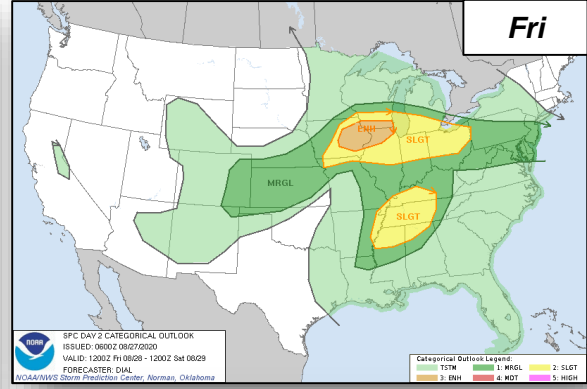 Fri
ENH
SLGT
MRGL
SLGT
NOAA
SPC DAY 2 CATEGORICAL OUTLOOK
ISSUED: 0600Z 08/27/2020
VALID: 1200Z Fri 08/28 - 1200Z Sat 08/29
FORECASTER: DIAL
NOAA/NWS Storm Prediction Center, Norman, Oklahoma
Categorical Outlook Legend:
TSTM 1: MRGL 2: SLGT
3: ENH 4: MDT 5: HIGH